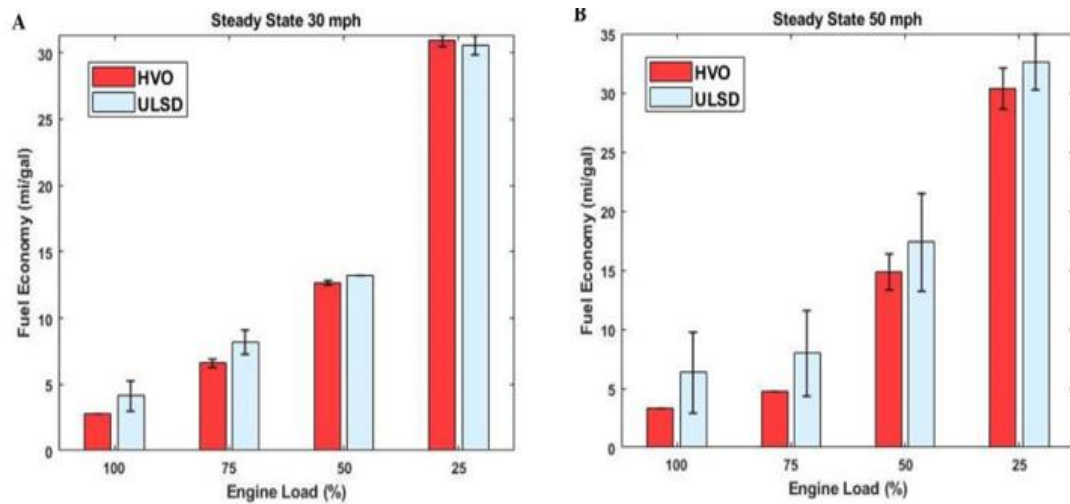 A
Steady State 30 mph
HVO
ULSD
Fuel Economy (mi/gal)
30
25
20
15
10
5
0
100 75 50 25
Engine Load (%)
B
Steady State 50 mph
HVO
ULSD
Fuel Economy (mi/gal)
35
30
25
20
15
10
5
0
100 75 50 25
Engine Load (%)